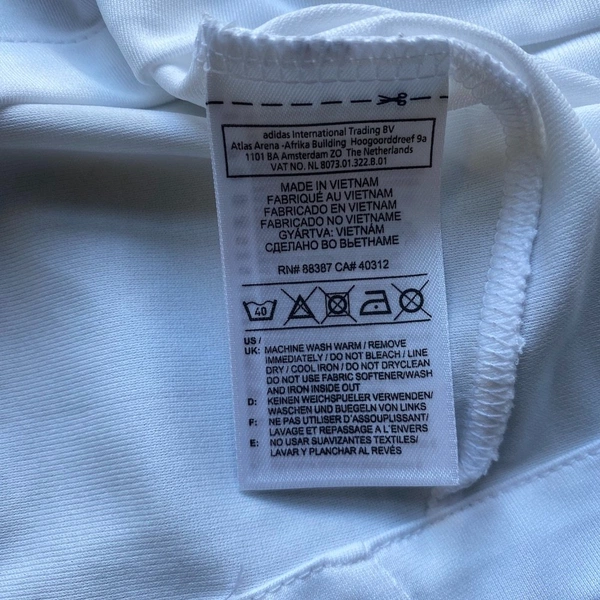 adidas International Trading BV
Atlas Arena -Afrika Building Hoogoorddreef 9a
1101 BA Amsterdam ZO The Netherlands
VAT NO. NL 8073.01.322.B.01
MADE IN VIETNAM
FABRIQUÉ AU VIETNAM
FABRICADO EN VIETNAM
FABRICADO NO VIETNAME
GYÁRTVA: VIETNÁM
СДЕЛАНО ВО ВЬЕТНАМЕ
RN# 88387 CA# 40312
40
US /
UK: MACHINE WASH WARM / REMOVE
IMMEDIATELY / DO NOT BLEACH / LINE
DRY / COOL IRON / DO NOT DRYCLEAN
DO NOT USE FABRIC SOFTENER/WASH
AND IRON INSIDE OUT
D: KEINEN WEICHSPUELER VERWENDEN/
WASCHEN UND BUEGELN VON LINKS
F: NE PAS UTILISER D'ASSOUPLISSANT/
LAVAGE ET REPASSAGE A L'ENVERS
E: NO USAR SUAVIZANTES TEXTILES/
LAVAR Y PLANCHAR AL REVÉS